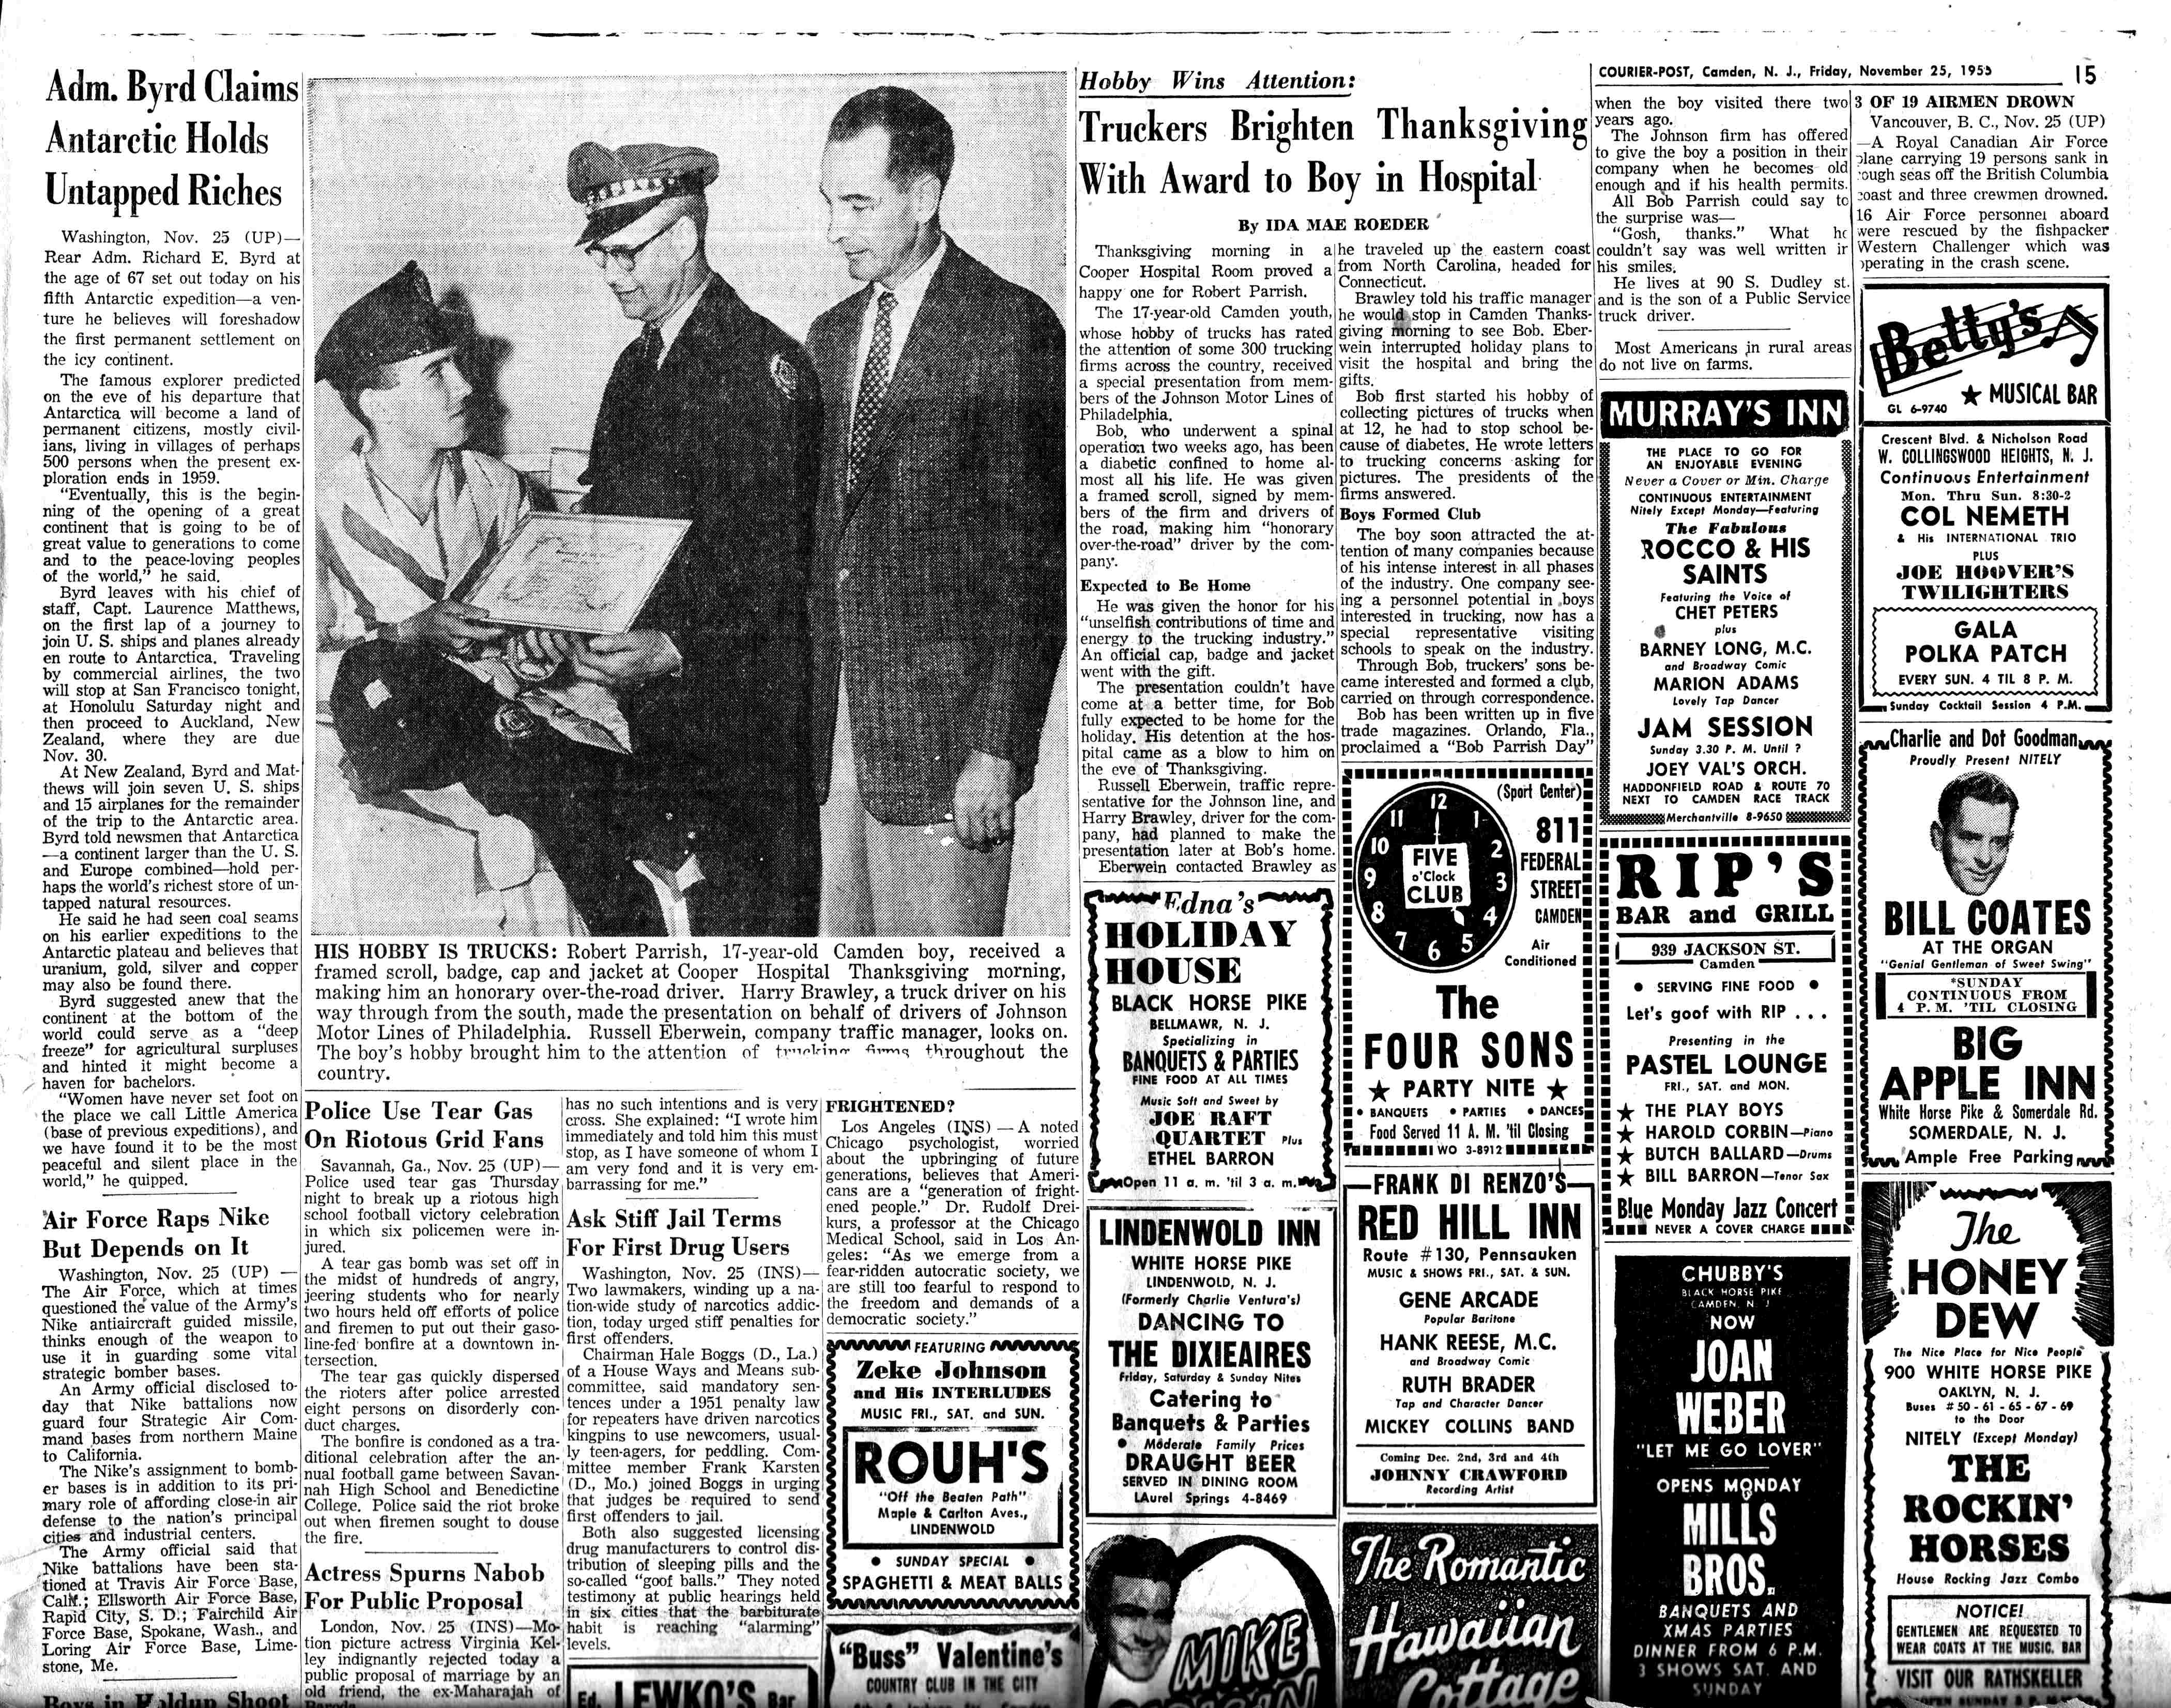 COURIER-POST, Camden, N. J., Friday, November 25, 1955
15
Adm. Byrd Claims
Antarctic Holds
Untapped Riches
Washington, Nov. 25 (UP)—
Rear Adm. Richard E. Byrd at
the age of 67 set out today on his
fifth Antarctic expedition—a ven-
ture he believes will foreshadow
the first permanent settlement on
the icy continent.
The famous explorer predicted
on the eve of his departure that
Antarctica will become a land of
permanent citizens, mostly civil-
ians, living in villages of perhaps
500 persons when the present ex-
ploration ends in 1959.
"Eventually, this is the begin-
ning of the opening of a great
continent that is going to be of
great value to generations to come
and to the peace-loving peoples
of the world," he said.
Byrd leaves with his chief of
staff, Capt. Laurence Matthews,
on the first lap of a journey to
join U. S. ships and planes already
en route to Antarctica. Traveling
by commercial airlines, the two
will stop at San Francisco tonight,
at Honolulu Saturday night and
then proceed to Auckland, New
Zealand, where they are due
Nov. 30.
At New Zealand, Byrd and Mat-
thews will join seven U. S. ships
and 15 airplanes for the remainder
of the trip to the Antarctic area.
Byrd told newsmen that Antarctica
—a continent larger than the U. S.
and Europe combined—hold per-
haps the world's richest store of un-
tapped natural resources.
He said he had seen coal seams
on his earlier expeditions to the
Antarctic plateau and believes that
uranium, gold, silver and copper
may also be found there.
Byrd suggested anew that the
continent at the bottom of the
world could serve as a "deep
freeze" for agricultural surpluses
and hinted it might become a
haven for bachelors.
"Women have never set foot on
the place we call Little America
(base of previous expeditions), and
we have found it to be the most
peaceful and silent place in the
world," he quipped.
Air Force Raps Nike
But Depends on It
Washington, Nov. 25 (UP) —
The Air Force, which at times
questioned the value of the Army's
Nike antiaircraft guided missile,
thinks enough of the weapon to
use it in guarding some vital
strategic bomber bases.
An Army official disclosed to-
day that Nike battalions now
guard four Strategic Air Com-
mand bases from northern Maine
to California.
The Nike's assignment to bomb-
er bases is in addition to its pri-
mary role of affording close-in air
defense to the nation's principal
cities and industrial centers.
The Army official said that
Nike battalions have been sta-
tioned at Travis Air Force Base,
Calif.; Ellsworth Air Force Base,
Rapid City, S. D.; Fairchild Air
Force Base, Spokane, Wash., and
Loring Air Force Base, Lime-
stone, Me.
Boys in Holdup Shoot
HIS HOBBY IS TRUCKS: Robert Parrish, 17-year-old Camden boy, received a
framed scroll, badge, cap and jacket at Cooper Hospital Thanksgiving morning,
making him an honorary over-the-road driver. Harry Brawley, a truck driver on his
way through from the south, made the presentation on behalf of drivers of Johnson
Motor Lines of Philadelphia. Russell Eberwein, company traffic manager, looks on.
The boy's hobby brought him to the attention of trucking firms throughout the
country.
Police Use Tear Gas
On Riotous Grid Fans
Savannah, Ga., Nov. 25 (UP)—
Police used tear gas Thursday
night to break up a riotous high
school football victory celebration
in which six policemen were in-
jured.
A tear gas bomb was set off in
the midst of hundreds of angry,
jeering students who for nearly
two hours held off efforts of police
and firemen to put out their gaso-
line-fed bonfire at a downtown in-
tersection.
The tear gas quickly dispersed
the rioters after police arrested
eight persons on disorderly con-
duct charges.
The bonfire is condoned as a tra-
ditional celebration after the an-
nual football game between Savan-
nah High School and Benedictine
College. Police said the riot broke
out when firemen sought to douse
the fire.
Actress Spurns Nabob
For Public Proposal
London, Nov. 25 (INS)—Mo-
tion picture actress Virginia Kel-
ley indignantly rejected today a
public proposal of marriage by an
old friend, the ex-Maharajah of
has no such intentions and is very
cross. She explained: "I wrote him
immediately and told him this must
stop, as I have someone of whom I
am very fond and it is very em-
barrassing for me."
Ask Stiff Jail Terms
For First Drug Users
Washington, Nov. 25 (INS)—
Two lawmakers, winding up a na-
tion-wide study of narcotics addic-
tion, today urged stiff penalties for
first offenders.
Chairman Hale Boggs (D., La.)
of a House Ways and Means sub-
committee, said mandatory sen-
tences under a 1951 penalty law
for repeaters have driven narcotics
kingpins to use newcomers, usual-
ly teen-agers, for peddling. Com-
mittee member Frank Karsten
(D., Mo.) joined Boggs in urging
that judges be required to send
first offenders to jail.
Both also suggested licensing
drug manufacturers to control dis-
tribution of sleeping pills and the
so-called "goof balls." They noted
testimony at public hearings held
in six cities that the barbiturate
habit is reaching "alarming"
levels.
Ed. LEWKO'S Bar
FRIGHTENED?
Los Angeles (INS) — A noted
Chicago psychologist, worried
about the upbringing of future
generations, believes that Ameri-
cans are a "generation of fright-
ened people." Dr. Rudolf Drei-
kurs, a professor at the Chicago
Medical School, said in Los An-
geles: "As we emerge from a
fear-ridden autocratic society, we
are still too fearful to respond to
the freedom and demands of a
democratic society."
FEATURING
Zeke Johnson
and His INTERLUDES
MUSIC FRI., SAT. and SUN.
ROUH'S
"Off the Beaten Path"
Maple & Carlton Aves.,
LINDENWOLD
• SUNDAY SPECIAL •
SPAGHETTI & MEAT BALLS
"Buss" Valentine's
COUNTRY CLUB IN THE CITY
Hobby Wins Attention:
Truckers Brighten Thanksgiving
With Award to Boy in Hospital
By IDA MAE ROEDER
Thanksgiving morning in a
Cooper Hospital Room proved a
happy one for Robert Parrish.
The 17-year-old Camden youth,
whose hobby of trucks has rated
the attention of some 300 trucking
firms across the country, received
a special presentation from mem-
bers of the Johnson Motor Lines of
Philadelphia.
Bob, who underwent a spinal
operation two weeks ago, has been
a diabetic confined to home al-
most all his life. He was given
a framed scroll, signed by mem-
bers of the firm and drivers of
the road, making him "honorary
over-the-road" driver by the com-
pany.
Expected to Be Home
He was given the honor for his
"unselfish contributions of time and
energy to the trucking industry."
An official cap, badge and jacket
went with the gift.
The presentation couldn't have
come at a better time, for Bob
fully expected to be home for the
holiday. His detention at the hos-
pital came as a blow to him on
the eve of Thanksgiving.
Russell Eberwein, traffic repre-
sentative for the Johnson line, and
Harry Brawley, driver for the com-
pany, had planned to make the
presentation later at Bob's home.
Eberwein contacted Brawley as
he traveled up the eastern coast
from North Carolina, headed for
Connecticut.
Brawley told his traffic manager
he would stop in Camden Thanks-
giving morning to see Bob. Eber-
wein interrupted holiday plans to
visit the hospital and bring the
gifts.
Bob first started his hobby of
collecting pictures of trucks when
at 12, he had to stop school be-
cause of diabetes. He wrote letters
to trucking concerns asking for
pictures. The presidents of the
firms answered.
Boys Formed Club
The boy soon attracted the at-
tention of many companies because
of his intense interest in all phases
of the industry. One company see-
ing a personnel potential in boys
interested in trucking, now has a
special representative visiting
schools to speak on the industry.
Through Bob, truckers' sons be-
came interested and formed a club,
carried on through correspondence.
Bob has been written up in five
trade magazines. Orlando, Fla.,
proclaimed a "Bob Parrish Day"
when the boy visited there two
years ago.
The Johnson firm has offered
to give the boy a position in their
company when he becomes old
enough and if his health permits.
All Bob Parrish could say to
the surprise was—
"Gosh, thanks." What he
couldn't say was well written in
his smiles.
He lives at 90 S. Dudley st.
and is the son of a Public Service
truck driver.
Most Americans in rural areas
do not live on farms.
3 OF 19 AIRMEN DROWN
Vancouver, B. C., Nov. 25 (UP)
—A Royal Canadian Air Force
plane carrying 19 persons sank in
rough seas off the British Columbia
coast and three crewmen drowned.
16 Air Force personnel aboard
were rescued by the fishpacker
Western Challenger which was
operating in the crash scene.
Edna's
HOLIDAY
HOUSE
BLACK HORSE PIKE
BELLMAWR, N. J.
Specializing in
BANQUETS & PARTIES
FINE FOOD AT ALL TIMES
Music Soft and Sweet by
JOE RAFT
QUARTET Plus
ETHEL BARRON
Open 11 a. m. 'til 3 a. m.
LINDENWOLD INN
WHITE HORSE PIKE
LINDENWOLD, N. J.
(Formerly Charlie Ventura's)
DANCING TO
THE DIXIEAIRES
Friday, Saturday & Sunday Nites
Catering to
Banquets & Parties
• Moderate Family Prices
DRAUGHT BEER
SERVED IN DINING ROOM
LAurel Springs 4-8469
MIKE
12
1
2
3
4
5
6
7
8
9
10
11
FIVE
o'Clock
CLUB
(Sport Center)
811
FEDERAL
STREET
CAMDEN
Air
Conditioned
The
FOUR SONS
★ PARTY NITE ★
• BANQUETS • PARTIES • DANCES
Food Served 11 A. M. 'til Closing
WO 3-8912
FRANK DI RENZO'S
RED HILL INN
Route #130, Pennsauken
MUSIC & SHOWS FRI., SAT. & SUN.
GENE ARCADE
Popular Baritone
HANK REESE, M.C.
and Broadway Comic
RUTH BRADER
Tap and Character Dancer
MICKEY COLLINS BAND
Coming Dec. 2nd, 3rd and 4th
JOHNNY CRAWFORD
Recording Artist
The Romantic
Hawaiian
Cottage
MURRAY'S INN
THE PLACE TO GO FOR
AN ENJOYABLE EVENING
Never a Cover or Min. Charge
CONTINUOUS ENTERTAINMENT
Nitely Except Monday—Featuring
The Fabulous
ROCCO & HIS
SAINTS
Featuring the Voice of
CHET PETERS
plus
BARNEY LONG, M.C.
and Broadway Comic
MARION ADAMS
Lovely Tap Dancer
JAM SESSION
Sunday 3.30 P. M. Until ?
JOEY VAL'S ORCH.
HADDONFIELD ROAD & ROUTE 70
NEXT TO CAMDEN RACE TRACK
Merchantville 8-9650
RIP'S
BAR and GRILL
939 JACKSON ST.
Camden
• SERVING FINE FOOD •
Let's goof with RIP . . .
Presenting in the
PASTEL LOUNGE
FRI., SAT. and MON.
★ THE PLAY BOYS
★ HAROLD CORBIN—Piano
★ BUTCH BALLARD—Drums
★ BILL BARRON—Tenor Sax
Blue Monday Jazz Concert
NEVER A COVER CHARGE
CHUBBY'S
BLACK HORSE PIKE
CAMDEN, N. J.
NOW
JOAN
WEBER
"LET ME GO LOVER"
OPENS MONDAY
MILLS
BROS.
BANQUETS AND
XMAS PARTIES
DINNER FROM 6 P.M.
3 SHOWS SAT. AND
SUNDAY
Betty's
★ MUSICAL BAR
GL 6-9740
Crescent Blvd. & Nicholson Road
W. COLLINGSWOOD HEIGHTS, N. J.
Continuous Entertainment
Mon. Thru Sun. 8:30-2
COL NEMETH
& His INTERNATIONAL TRIO
PLUS
JOE HOOVER'S
TWILIGHTERS
GALA
POLKA PATCH
EVERY SUN. 4 TIL 8 P. M.
Sunday Cocktail Session 4 P.M.
Charlie and Dot Goodman
Proudly Present NITELY
BILL COATES
AT THE ORGAN
"Genial Gentleman of Sweet Swing"
*SUNDAY
CONTINUOUS FROM
4 P. M. 'TIL CLOSING
BIG
APPLE INN
White Horse Pike & Somerdale Rd.
SOMERDALE, N. J.
Ample Free Parking
The
HONEY
DEW
The Nice Place for Nice People
900 WHITE HORSE PIKE
OAKLYN, N. J.
Buses #50 - 61 - 65 - 67 - 69
to the Door
NITELY (Except Monday)
THE
ROCKIN'
HORSES
House Rocking Jazz Combo
NOTICE!
GENTLEMEN ARE REQUESTED TO
WEAR COATS AT THE MUSIC. BAR
VISIT OUR RATHSKELLER